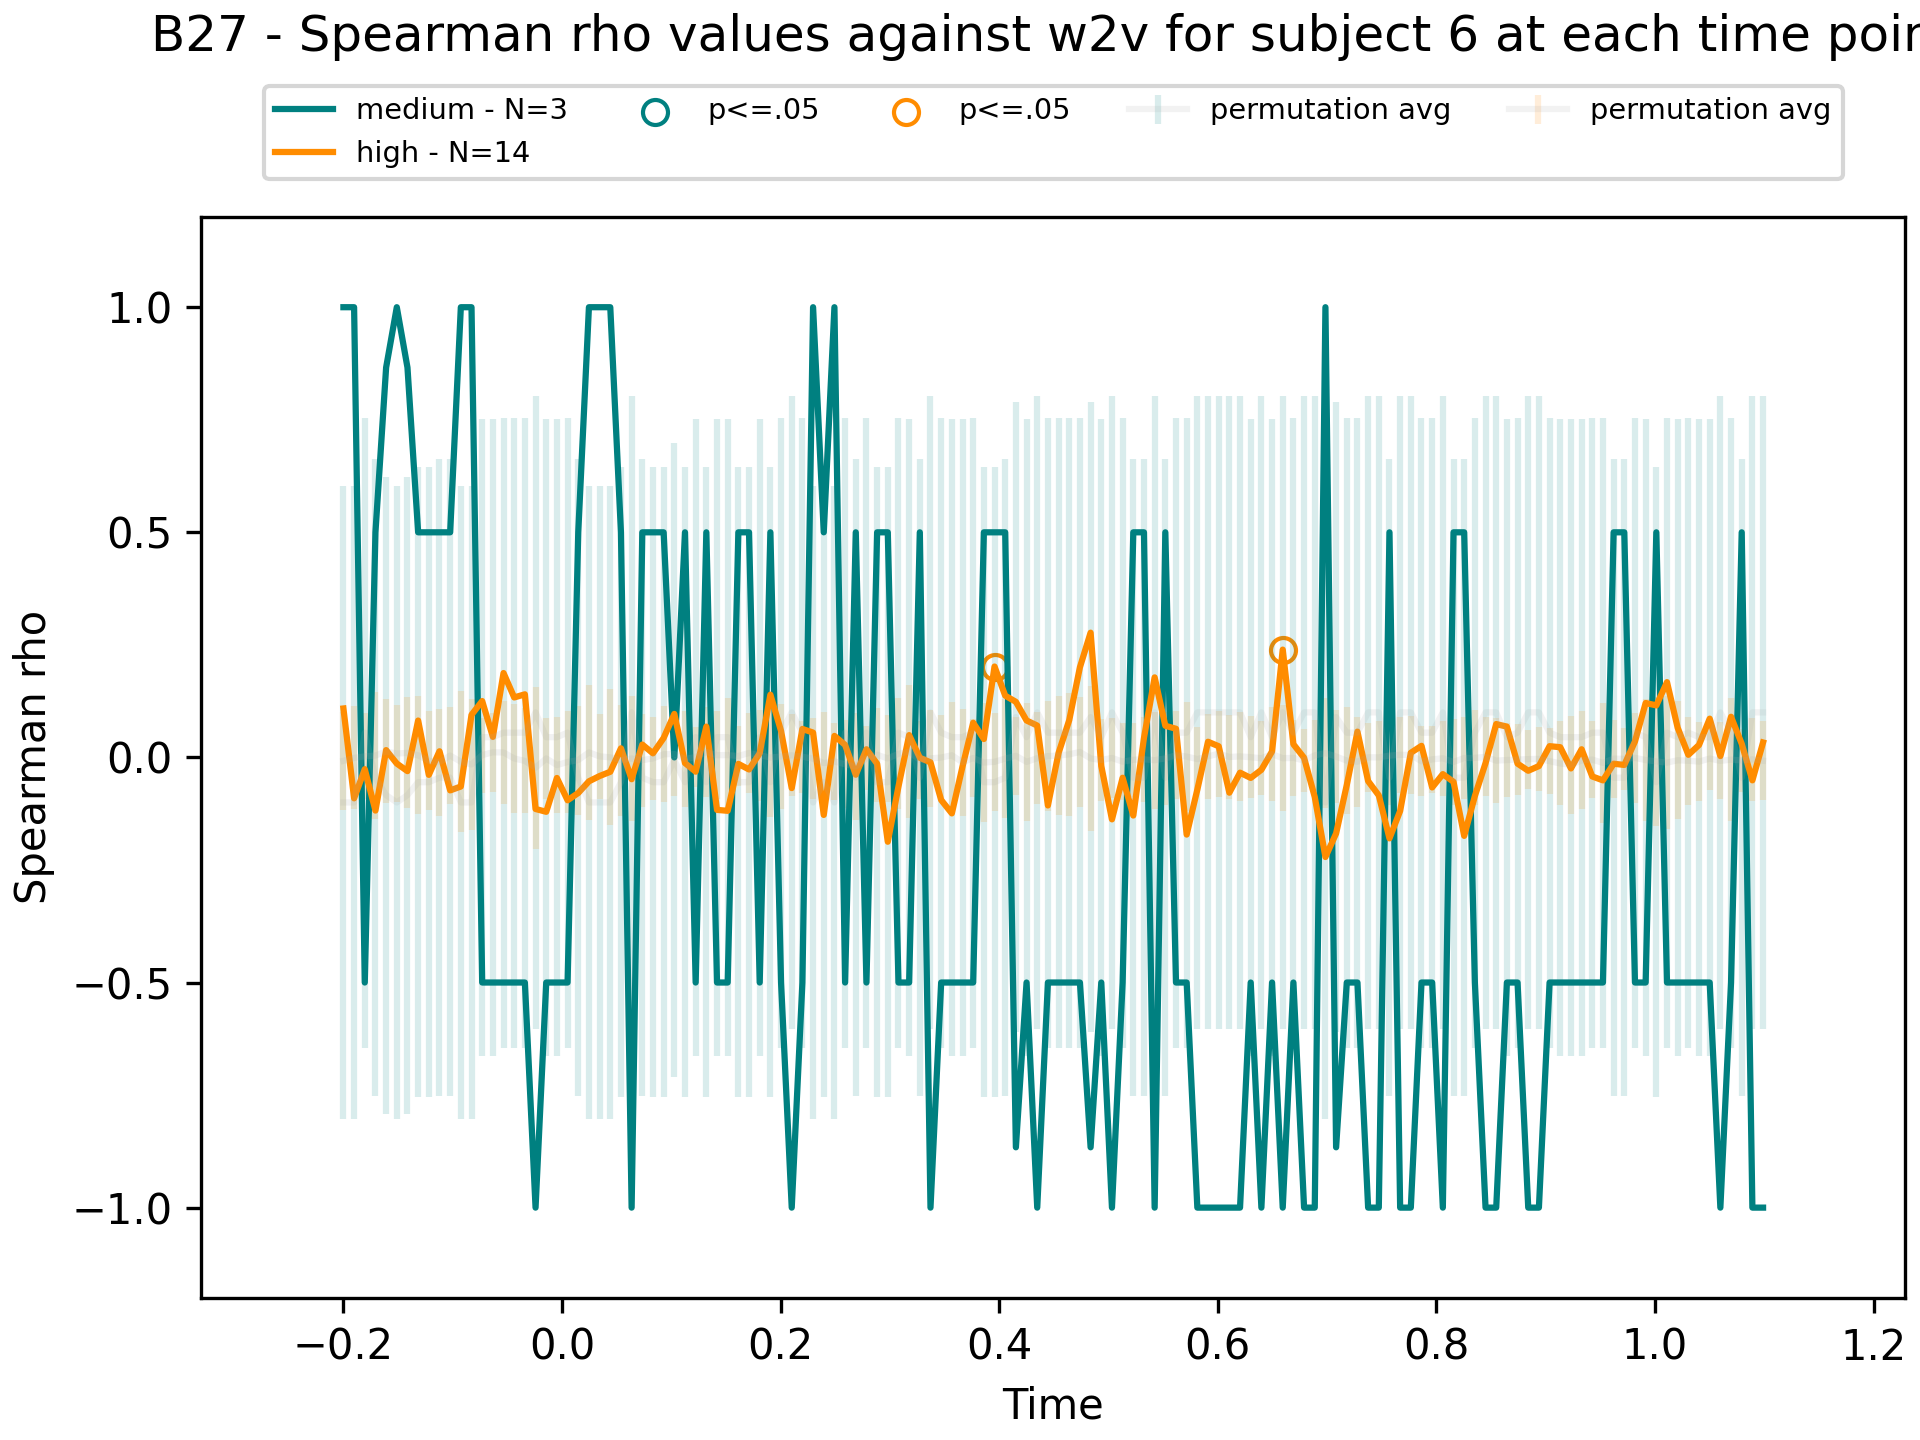 B27 - Spearman rho values against w2v for subject 6 at each time poin
medium - N=3
high - N=14
p<=.05
p<=.05
permutation avg
permutation avg
Spearman rho
1.0
0.5
0.0
−0.5
−1.0
−0.2
0.0
0.2
0.4
0.6
0.8
1.0
1.2
Time